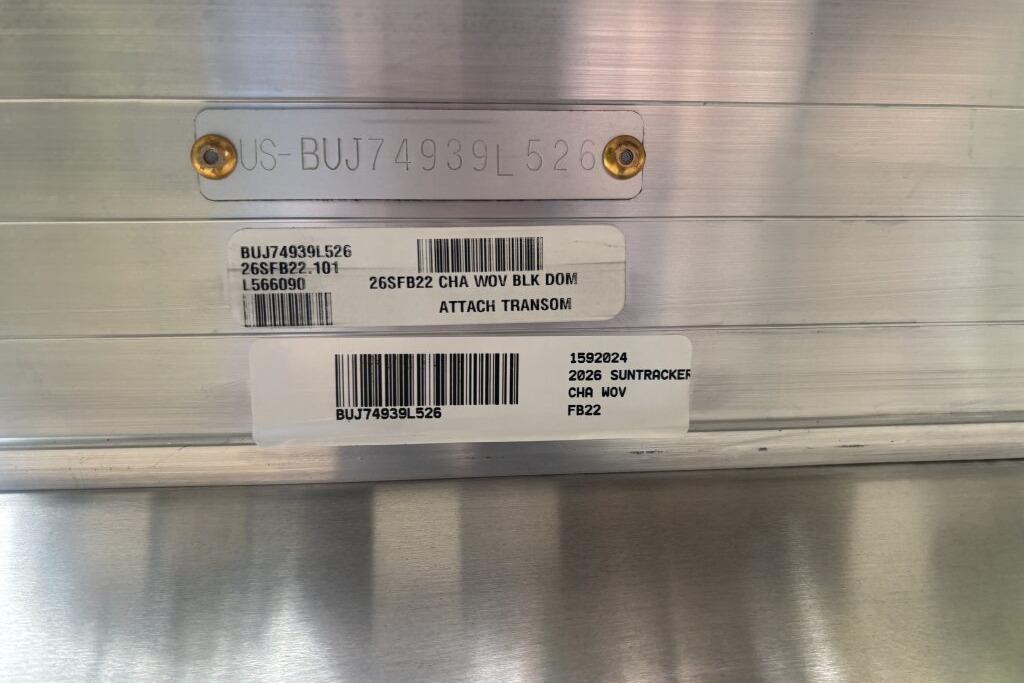 US-BUJ74939L526
BUJ74939L526
26SFB22.101
L566090
26SFB22 CHA WOV BLK DOM
ATTACH TRANSOM
1592024
2026 SUNTRACKER
CHA WOV
FB22
BUJ74939L526